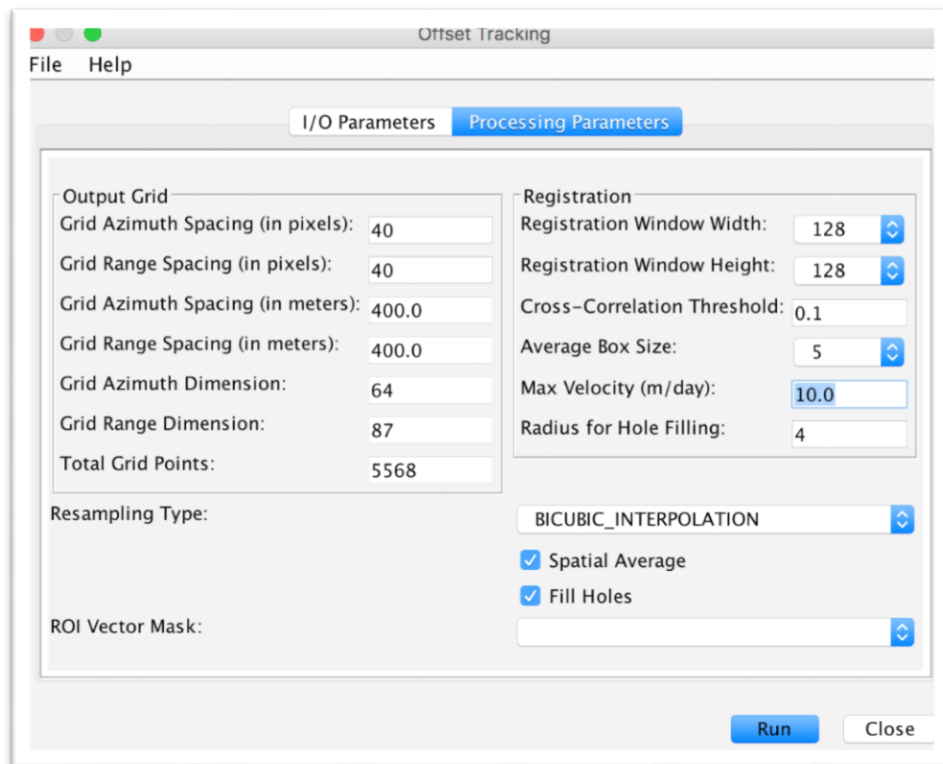 Offset Tracking
File Help
I/O Parameters Processing Parameters
Output Grid
Grid Azimuth Spacing (in pixels): 40
Grid Range Spacing (in pixels): 40
Grid Azimuth Spacing (in meters): 400.0
Grid Range Spacing (in meters): 400.0
Grid Azimuth Dimension: 64
Grid Range Dimension: 87
Total Grid Points: 5568
Registration
Registration Window Width: 128
Registration Window Height: 128
Cross-Correlation Threshold: 0.1
Average Box Size: 5
Max Velocity (m/day): 10.0
Radius for Hole Filling: 4
Resampling Type: BICUBIC_INTERPOLATION
Spatial Average
Fill Holes
ROI Vector Mask:
Run Close